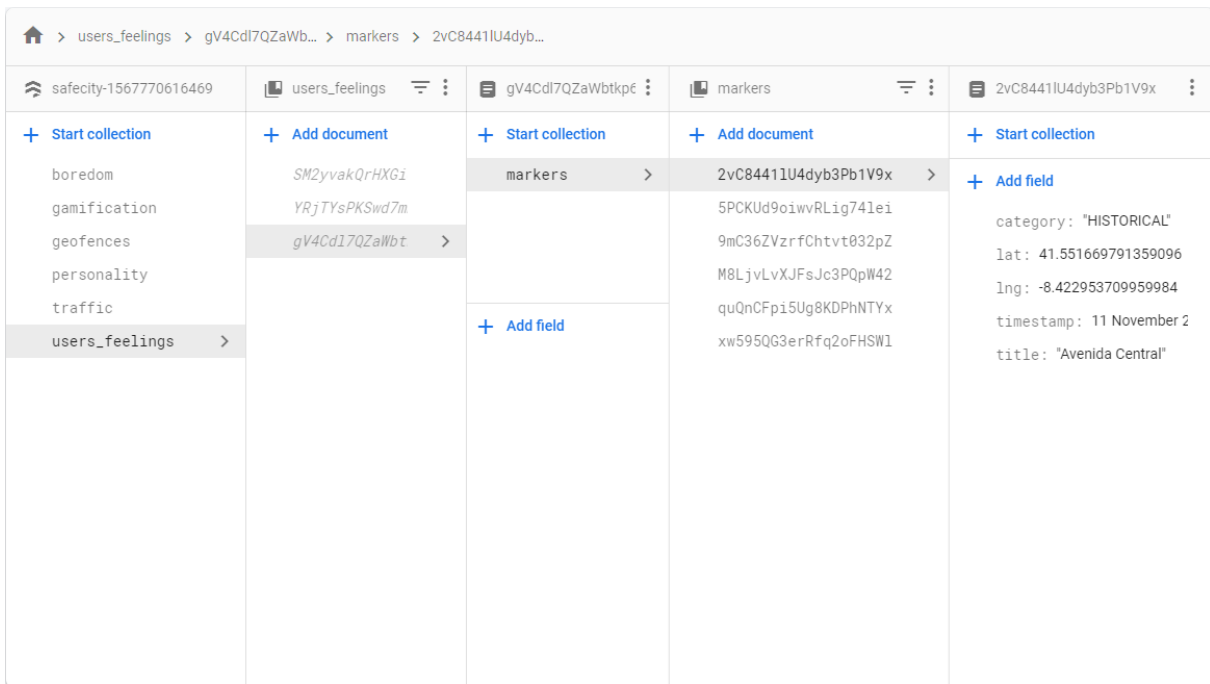 users_feelings > gV4Cdl7QZaWb... > markers > 2vC8441lU4dyb...
safecity-1567770616469
Start collection
boredom
gamification
geofences
personality
traffic
users_feelings
users_feelings
Add document
SM2yvakQrHXGi
YRjTYsPKSwd7m
gV4Cdl7QZaWbt
gV4Cdl7QZaWbtkp6
Start collection
markers
Add field
markers
Add document
2vC8441lU4dyb3Pb1V9x
5PCKUd9oiwvRLig74lei
9mC36ZVzrfChtvt032pZ
M8LjvLvXJFsJc3PQpW42
quQnCFpi5Ug8KDPhNTYx
xw595QG3erRfq2oFHSWl
2vC8441lU4dyb3Pb1V9x
Start collection
Add field
category: "HISTORICAL"
lat: 41.551669791359096
lng: -8.422953709959984
timestamp: 11 November 2
title: "Avenida Central"